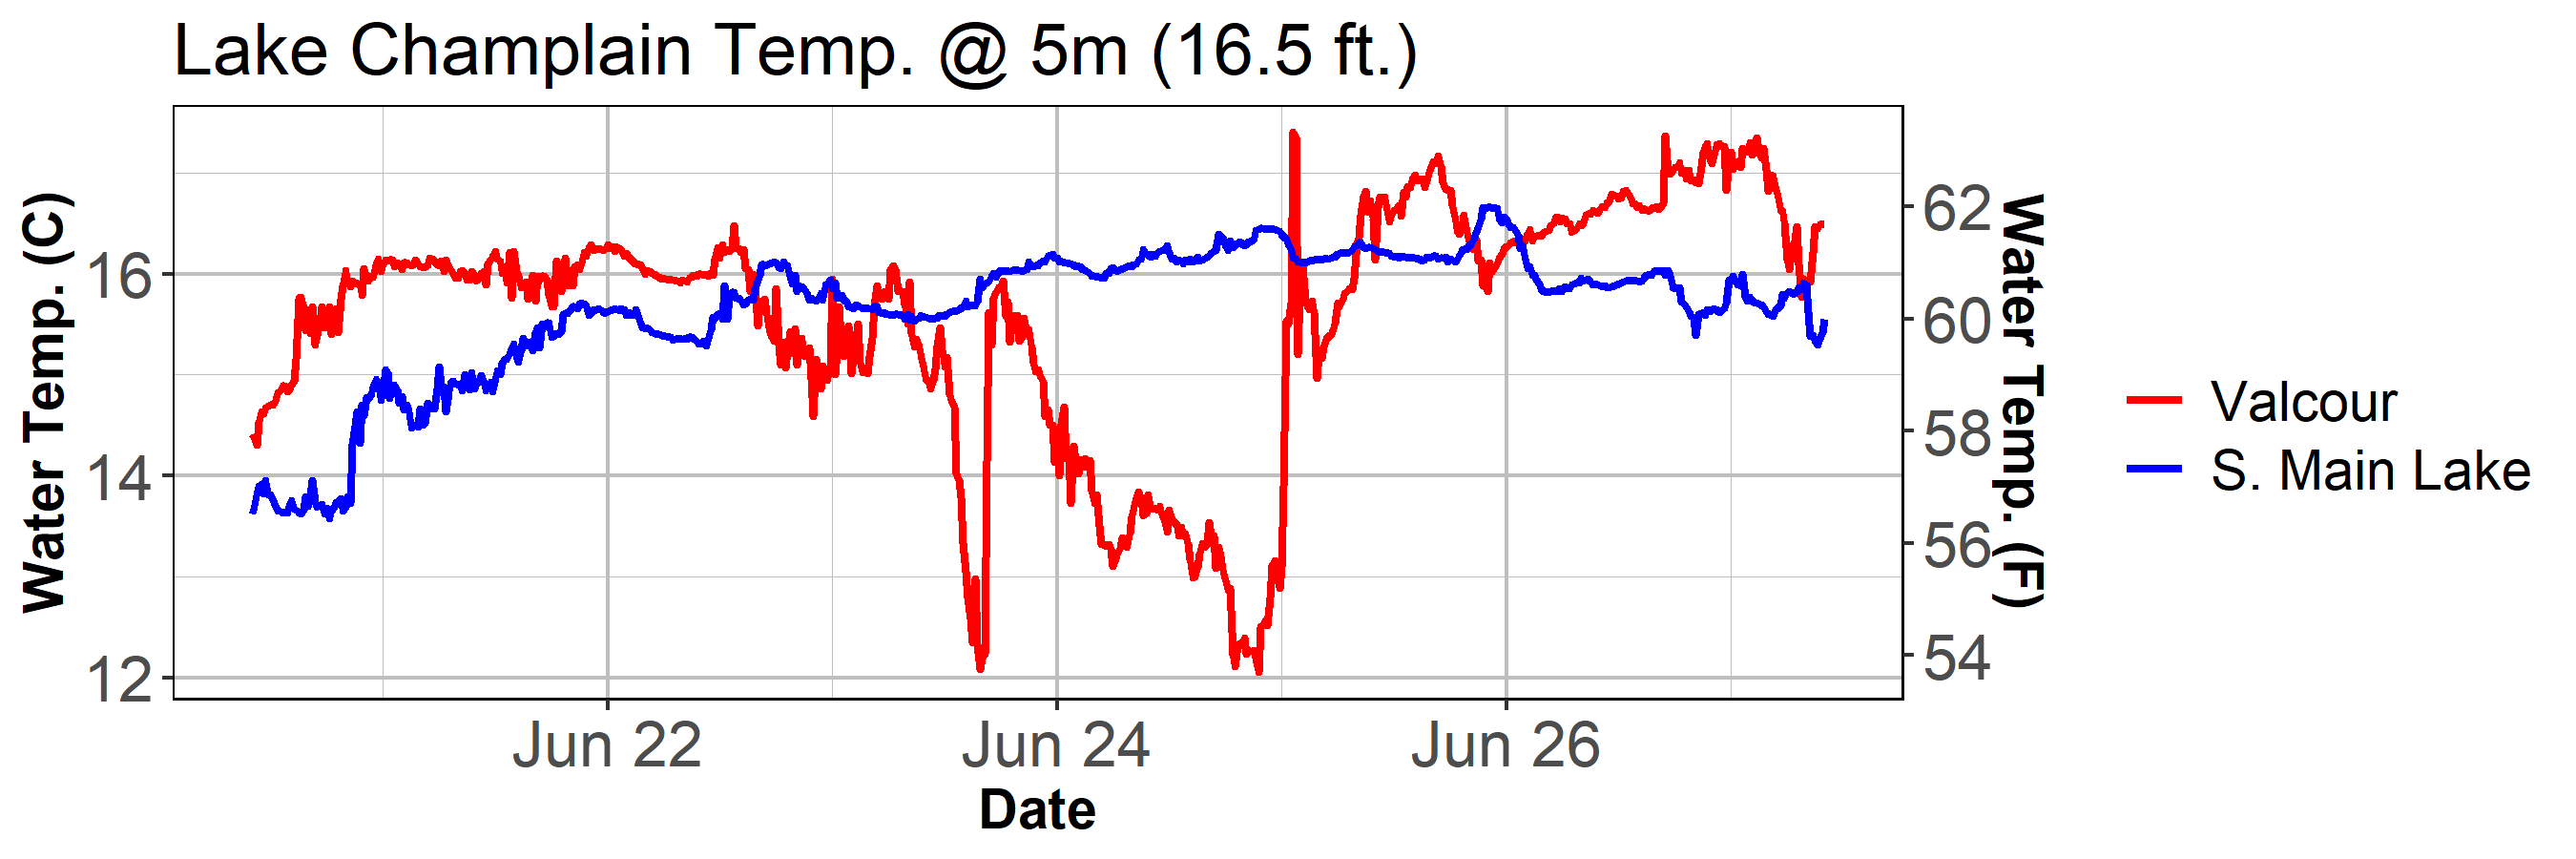 Lake Champlain Temp. @ 5m (16.5 ft.)
Water Temp. (C)
16
14
12
62
60
58
56
54
Water Temp. (F)
Jun 22
Jun 24
Jun 26
Date
Valcour
S. Main Lake